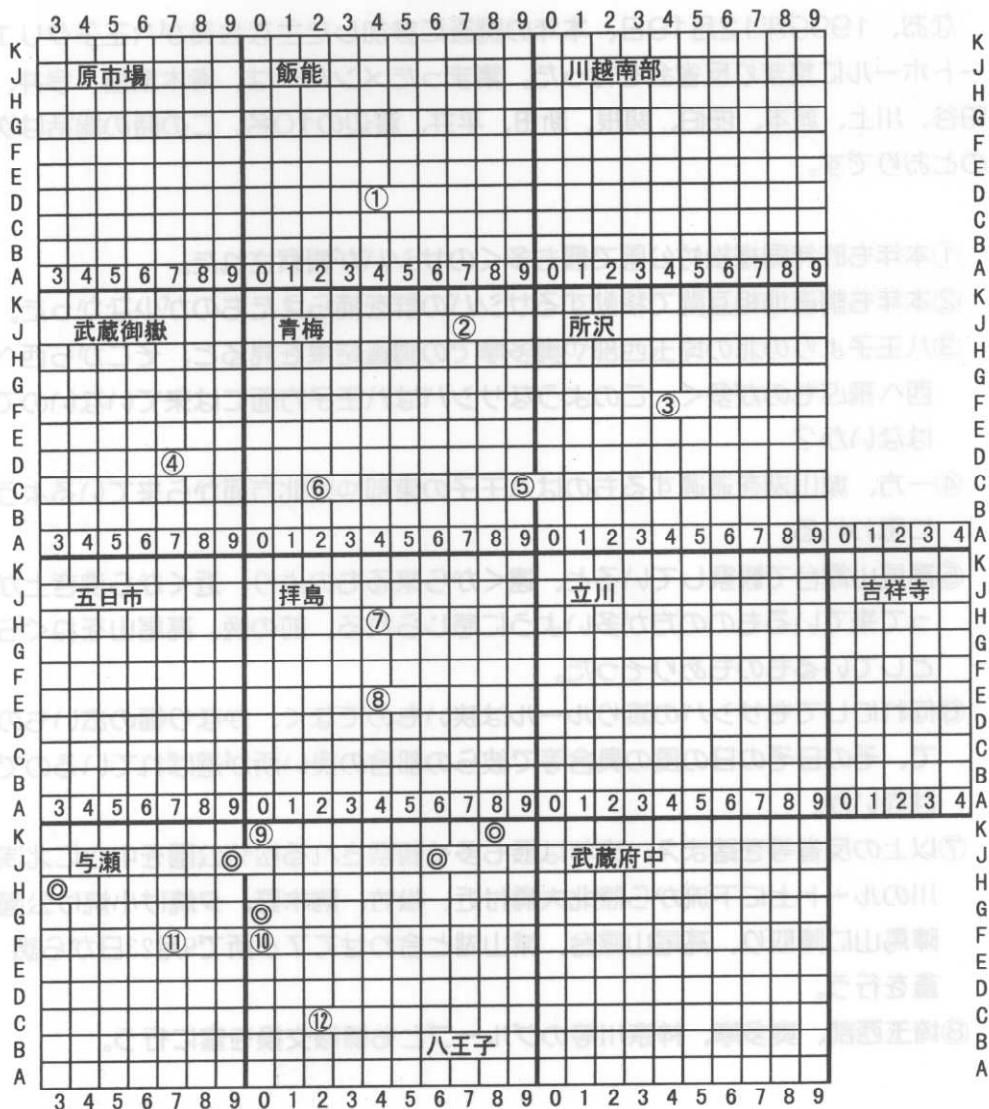 3 4 5 6 7 8 9 0 1 2 3 4 5 6 7 8 9 0 1 2 3 4 5 6 7 8 9
K K
J 原市場 飯能 川越南部 J
H H
G G
F F
E E
D ① D
C C
B B
A 3 4 5 6 7 8 9 0 1 2 3 4 5 6 7 8 9 0 1 2 3 4 5 6 7 8 9 A
K K
J 武蔵御嶽 青梅 ② 所沢 J
H H
G G
F ③ F
E E
D ④ D
C ⑥ ⑤ C
B B
A 3 4 5 6 7 8 9 0 1 2 3 4 5 6 7 8 9 0 1 2 3 4 5 6 7 8 9 0 1 2 3 4 A
K K
J 五日市 拝島 立川 吉祥寺 J
H ⑦ H
G G
F F
E ⑧ E
D D
C C
B B
A 3 4 5 6 7 8 9 0 1 2 3 4 5 6 7 8 9 0 1 2 3 4 5 6 7 8 9 0 1 2 3 4 A
K ⑨ ◎ K
J 与瀬 ◎ ◎ 武蔵府中 J
H ◎ H
G ◎ G
F ⑪ ⑩ F
E E
D D
C ⑫ C
B 八王子 B
A A
3 4 5 6 7 8 9 0 1 2 3 4 5 6 7 8 9 0 1 2 3 4 5 6 7 8 9